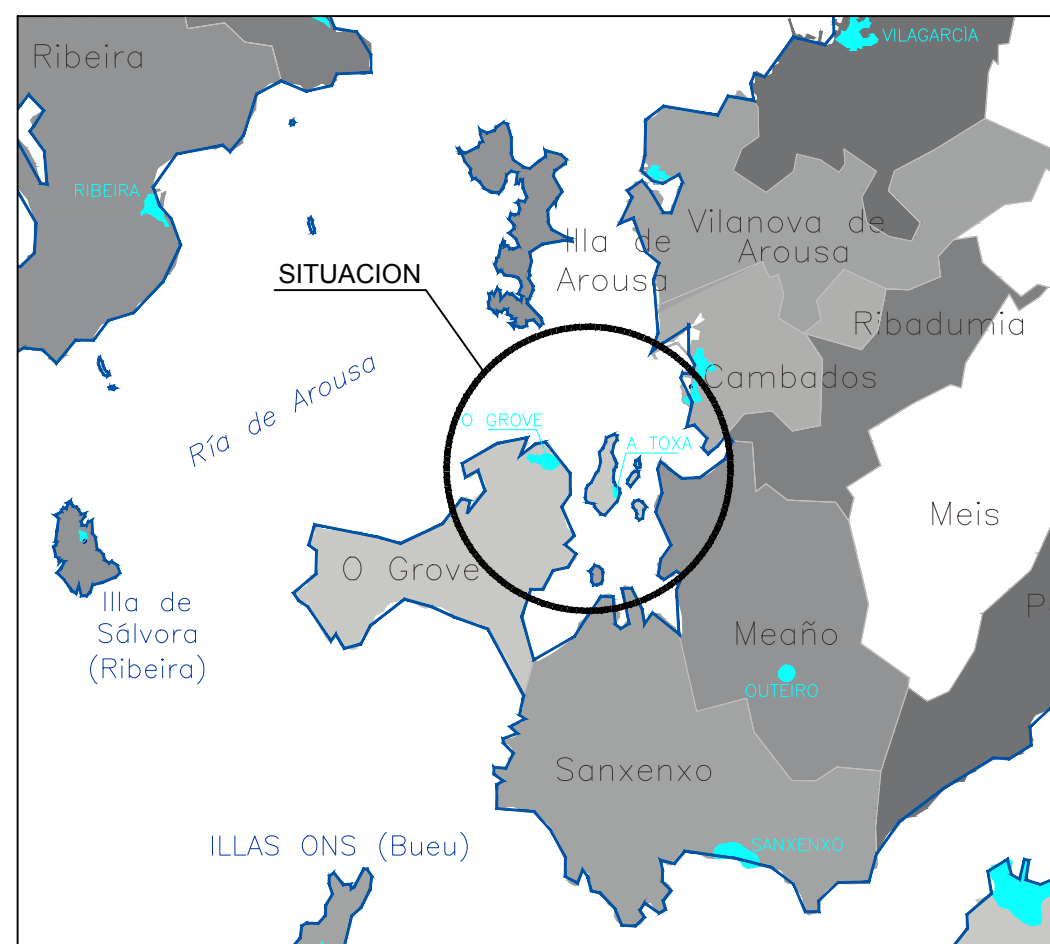 Ribeira
VILAGARCÌA
RIBEIRA
Vilanova de
Arousa
Illa de
Arousa
SITUACION
Ribadumia
Cambados
Ría de Arousa
O GROVE
A TOXA
Meis
O Grove
Illa de
Sálvora
(Ribeira)
P
Meaño
OUTEIRO
Sanxenxo
ILLAS ONS (Bueu)
SANXENXO